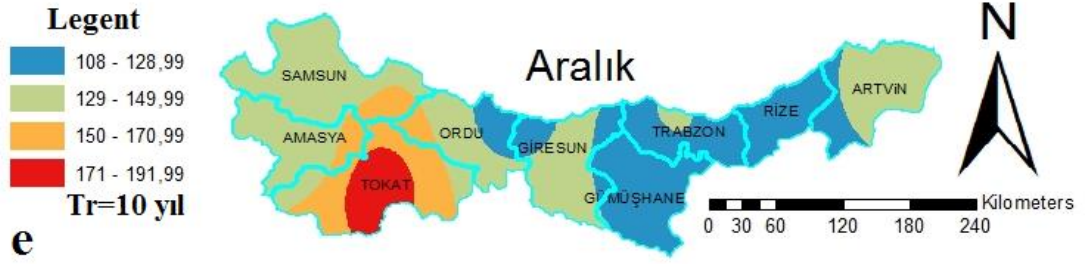 Legent
108 - 128,99
129 - 149,99
150 - 170,99
171 - 191,99
Tr=10 yıl
e
Aralık
N
SAMSUN
AMASYA
TOKAT
ORDU
GİRESUN
GÜMÜŞHANE
TRABZON
RİZE
ARTVİN
Kilometers
0 30 60 120 180 240